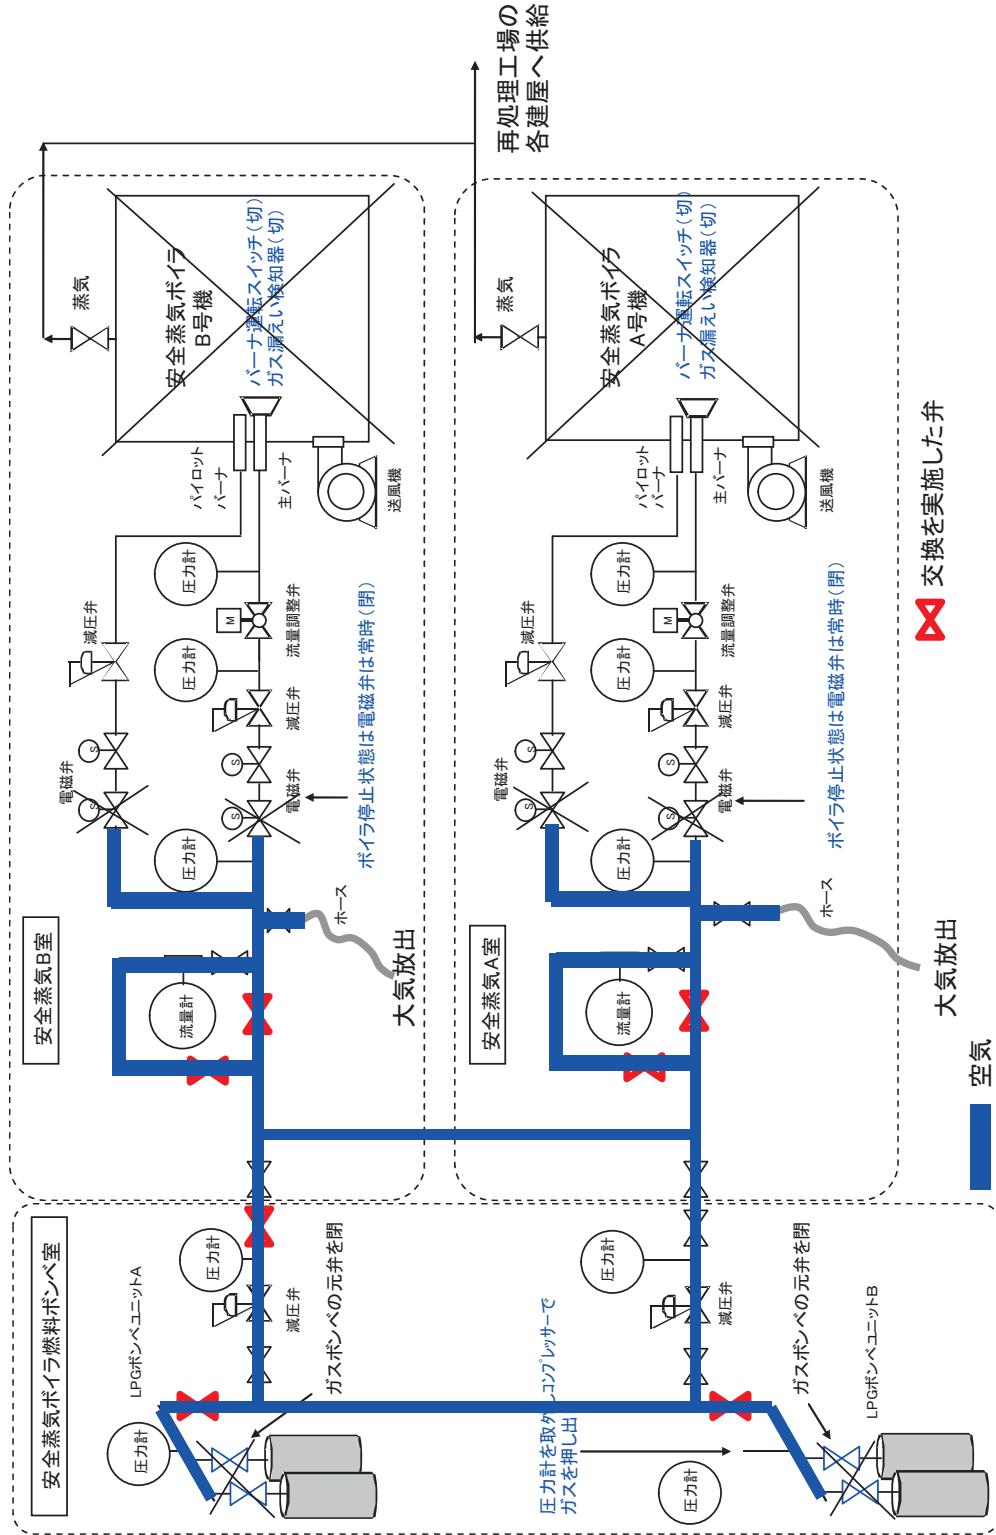 安全蒸気ボイラ燃料ボンベ室
圧力計
LPGボンベユニットA
圧力計
減圧弁
ガスボンベの元弁を閉
圧力計を取外しコンプレッサーで
ガスを押し出
圧力計
圧力計
減圧弁
ガスボンベの元弁を閉
LPGボンベユニットB
安全蒸気B室
流量計
圧力計
電磁弁
S
S
減圧弁
S
S
電磁弁
減圧弁
圧力計
圧力計
M
流量調整弁
パイロット
バーナ
主バーナ
送風機
蒸気
安全蒸気ボイラ
B号機
バーナ運転スイッチ(切)
ガス漏えい検知器(切)
ホース
大気放出
ボイラ停止状態は電磁弁は常時(閉)
安全蒸気A室
流量計
圧力計
電磁弁
S
S
減圧弁
S
S
電磁弁
減圧弁
圧力計
圧力計
M
流量調整弁
パイロット
バーナ
主バーナ
送風機
蒸気
安全蒸気ボイラ
A号機
バーナ運転スイッチ(切)
ガス漏えい検知器(切)
ホース
大気放出
ボイラ停止状態は電磁弁は常時(閉)
再処理工場の
各建屋へ供給
空気
交換を実施した弁